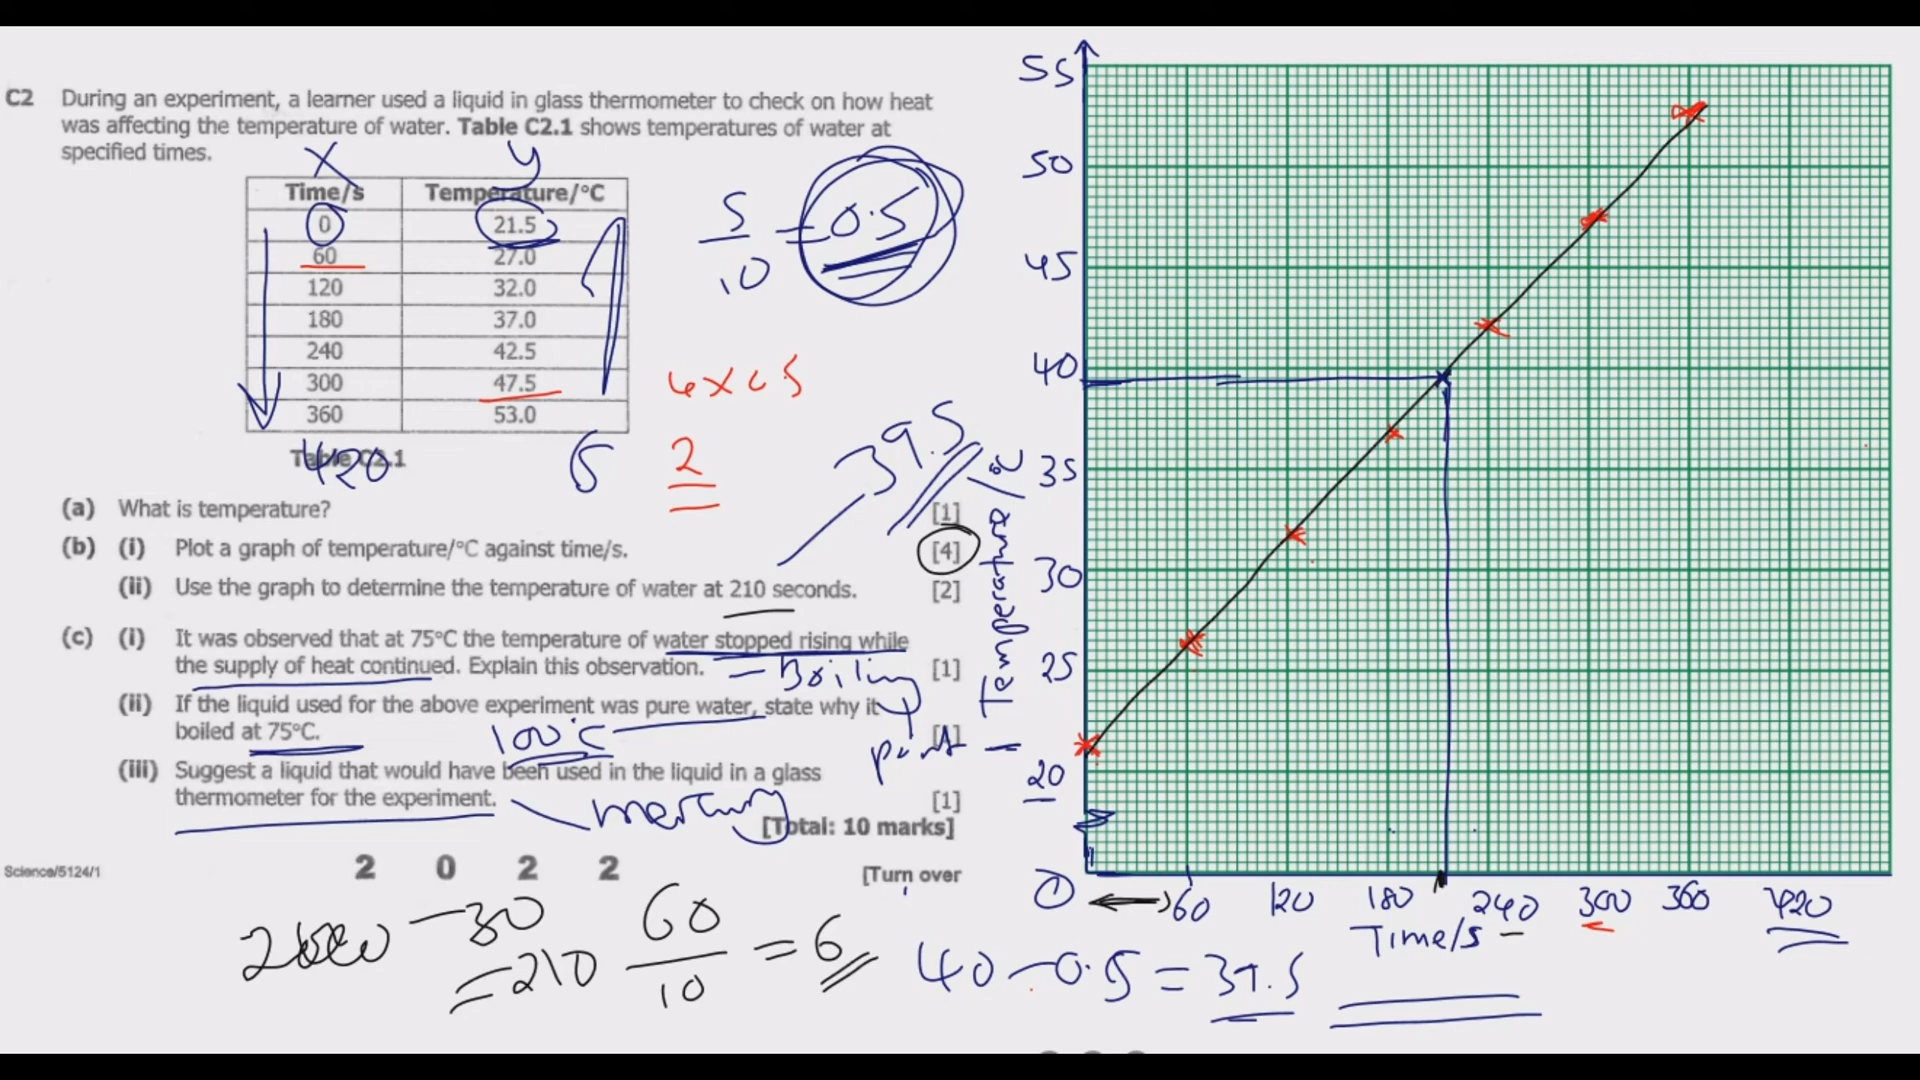 C2 During an experiment, a learner used a liquid in glass thermometer to check on how heat
was affecting the temperature of water. Table C2.1 shows temperatures of water at
specified times.
x y
Time/s Temperature/°C
0 21.5
60 27.0
120 32.0
180 37.0
240 42.5
300 47.5
360 53.0
420
Table C2.1
5
10
= 0.5
2
39.5
(a) What is temperature? [1]
(b) (i) Plot a graph of temperature/°C against time/s. [4]
(ii) Use the graph to determine the temperature of water at 210 seconds. [2]
(c) (i) It was observed that at 75°C the temperature of water stopped rising while
the supply of heat continued. Explain this observation. [1]
- Boiling
point
(ii) If the liquid used for the above experiment was pure water, state why it
boiled at 75°C. [1]
100°C
(iii) Suggest a liquid that would have been used in the liquid in a glass
thermometer for the experiment. [1]
mercury
[Total: 10 marks]
Science/5124/1 2 0 2 2 [Turn over
- 30
= 210
60
10
= 6
40 - 0.5 = 39.5
55
50
45
40
35
30
25
20
0 60 120 180 240 300 360 420
Temperature/°C
Time/s